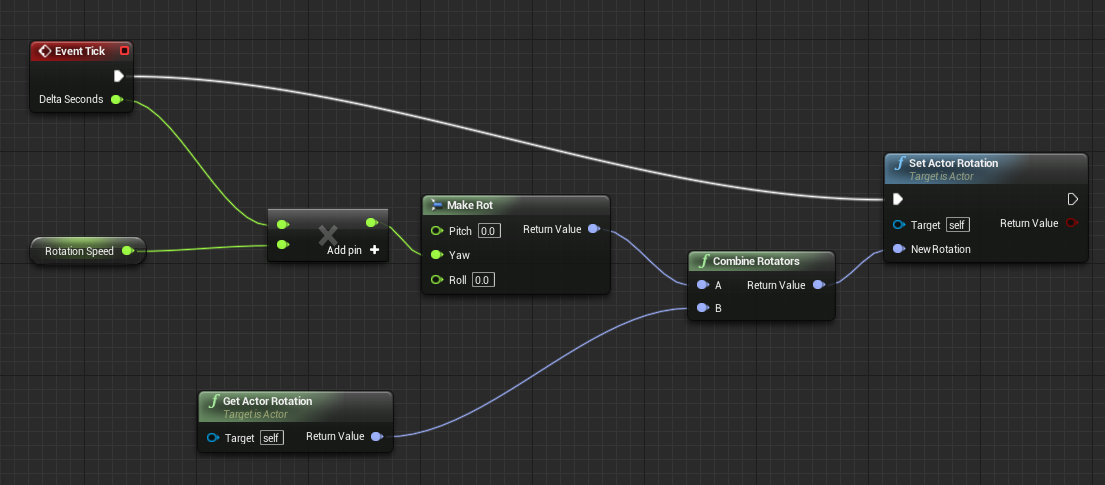 Event Tick
Delta Seconds
Rotation Speed
Add pin
Make Rot
Pitch 0.0 Return Value
Yaw
Roll 0.0
Get Actor Rotation
Target is Actor
Target self Return Value
Combine Rotators
A Return Value
B
Set Actor Rotation
Target is Actor
Target self Return Value
New Rotation